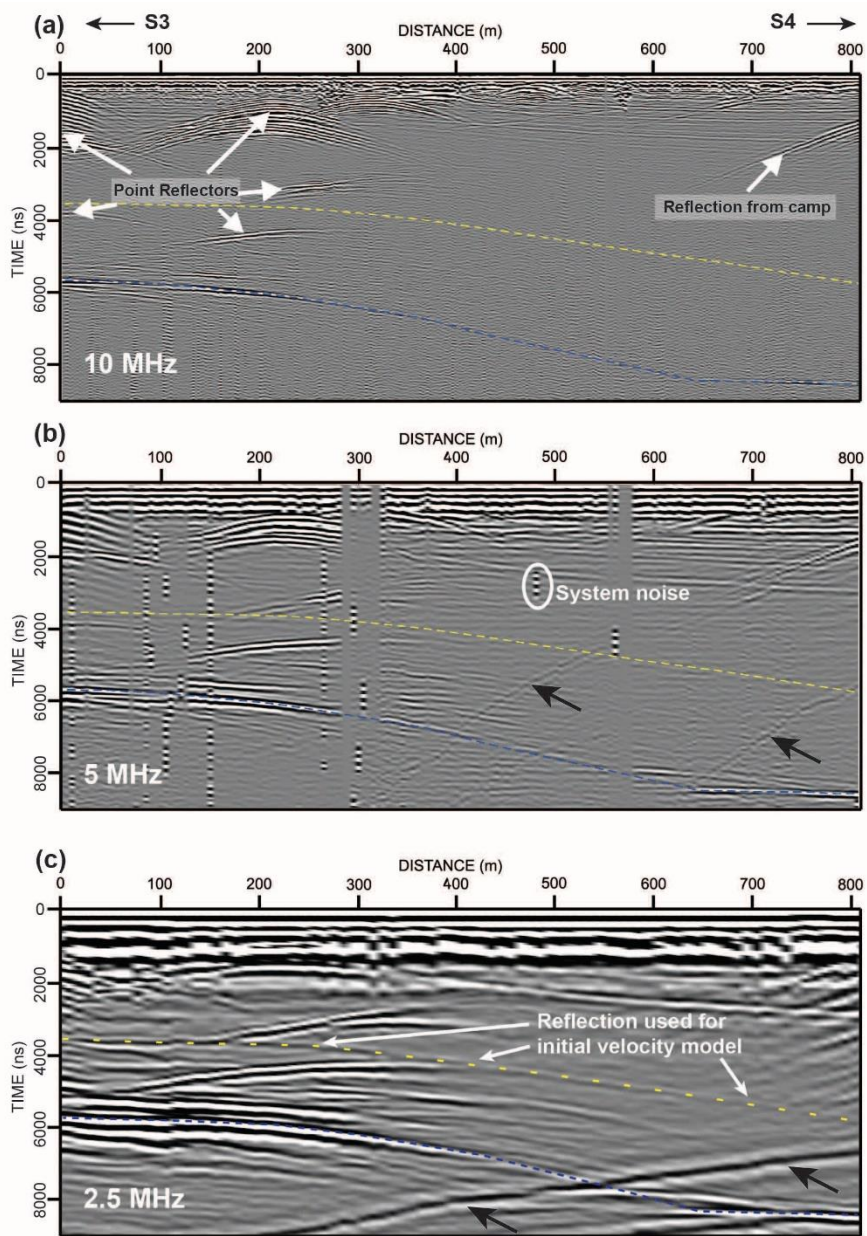 (a)
S3
DISTANCE (m)
S4
0 100 200 300 400 500 600 700 800
TIME (ns)
0
2000
4000
6000
8000
Point Reflectors
Reflection from camp
10 MHz
(b)
DISTANCE (m)
0 100 200 300 400 500 600 700 800
TIME (ns)
0
2000
4000
6000
8000
System noise
5 MHz
(c)
DISTANCE (m)
0 100 200 300 400 500 600 700 800
TIME (ns)
0
2000
4000
6000
8000
Reflection used for
initial velocity model
2.5 MHz